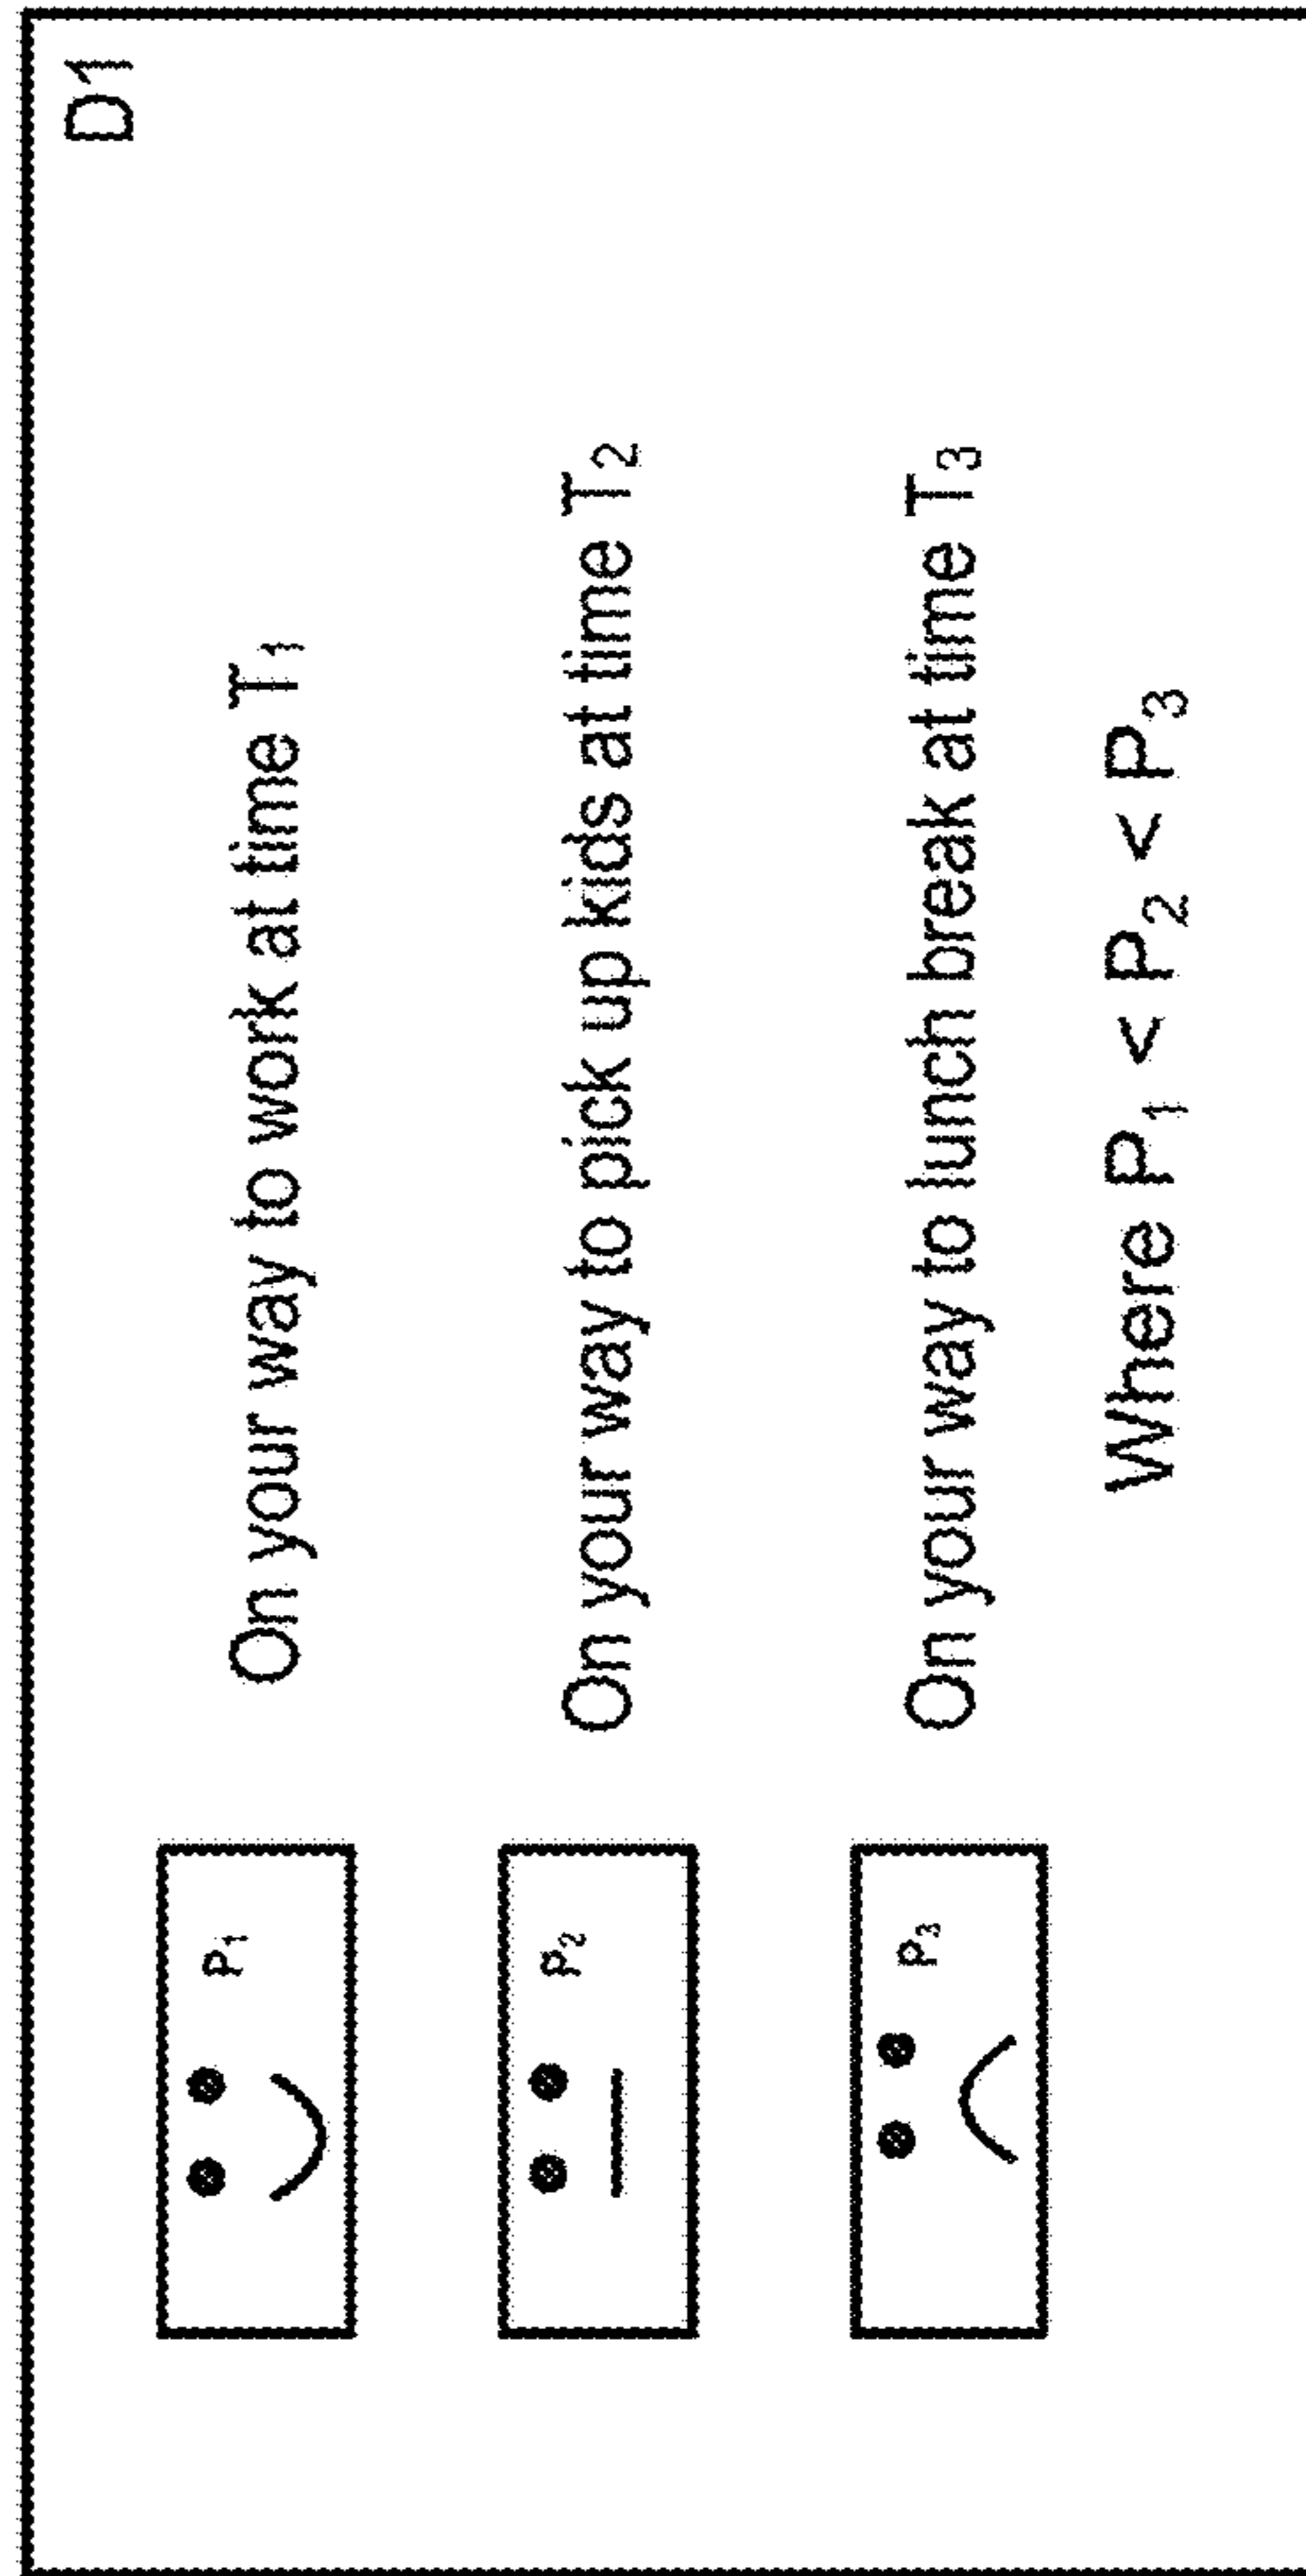 D1
P₁ On your way to work at time T₁
P₂ On your way to pick up kids at time T₂
P₃ On your way to lunch break at time T₃
Where P₁ < P₂ < P₃